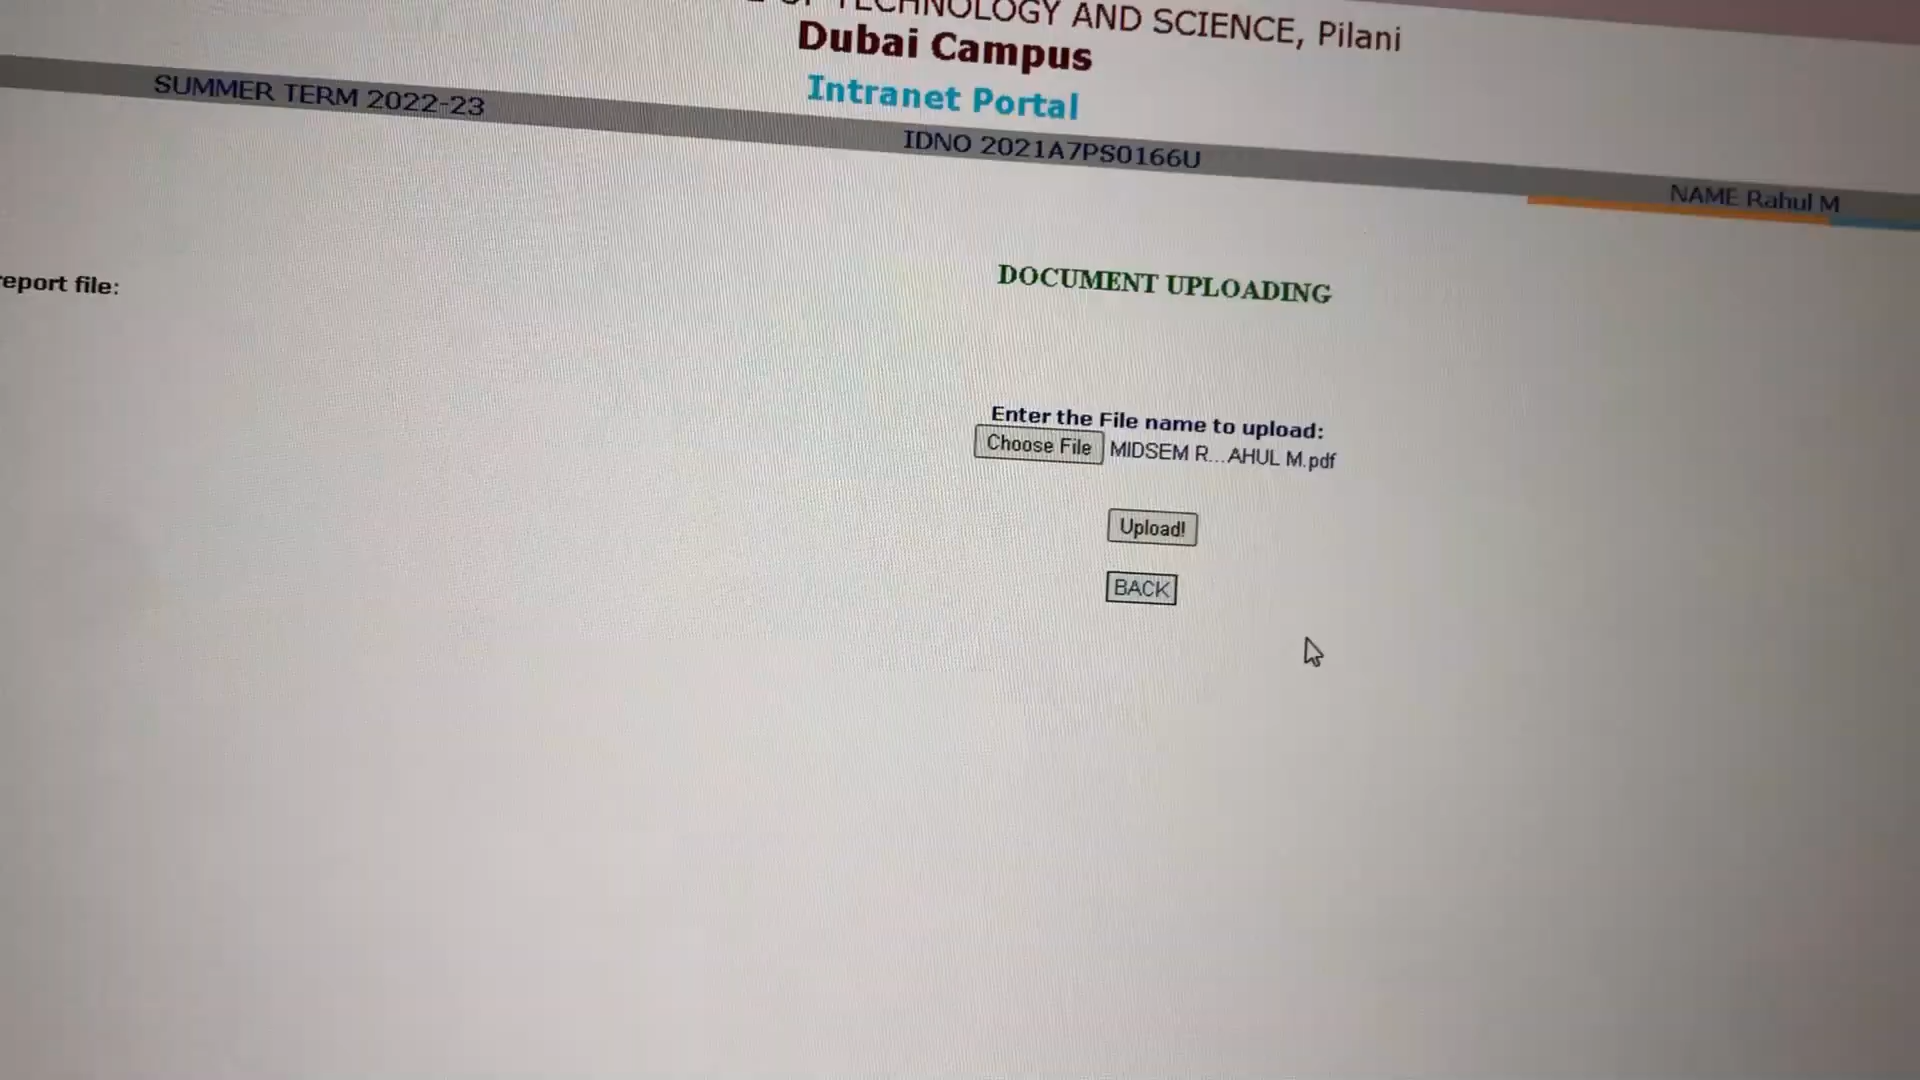 TECHNOLOGY AND SCIENCE, Pilani
Dubai Campus
Intranet Portal
SUMMER TERM 2022-23
IDNO 2021A7PS0166U
NAME Rahul M
DOCUMENT UPLOADING
eport file:
Enter the File name to upload:
Choose File MIDSEM R...AHUL M.pdf
Upload!
BACK